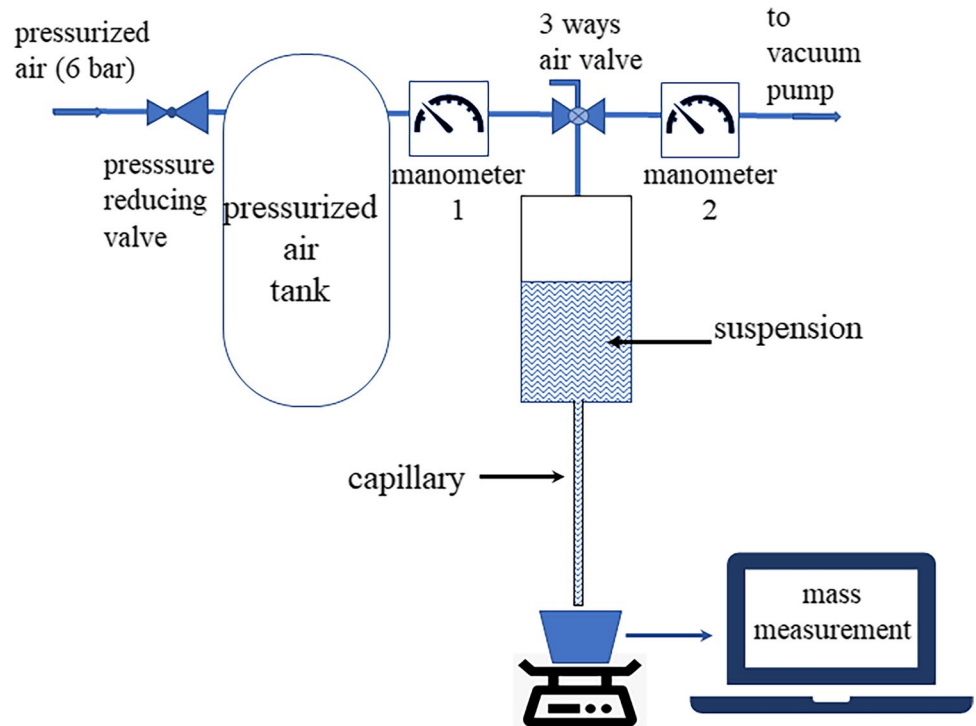 pressurized
air (6 bar)
3 ways
air valve
to
vacuum
pump
presssure
reducing
valve
pressurized
air
tank
manometer
1
manometer
2
suspension
capillary
mass
measurement